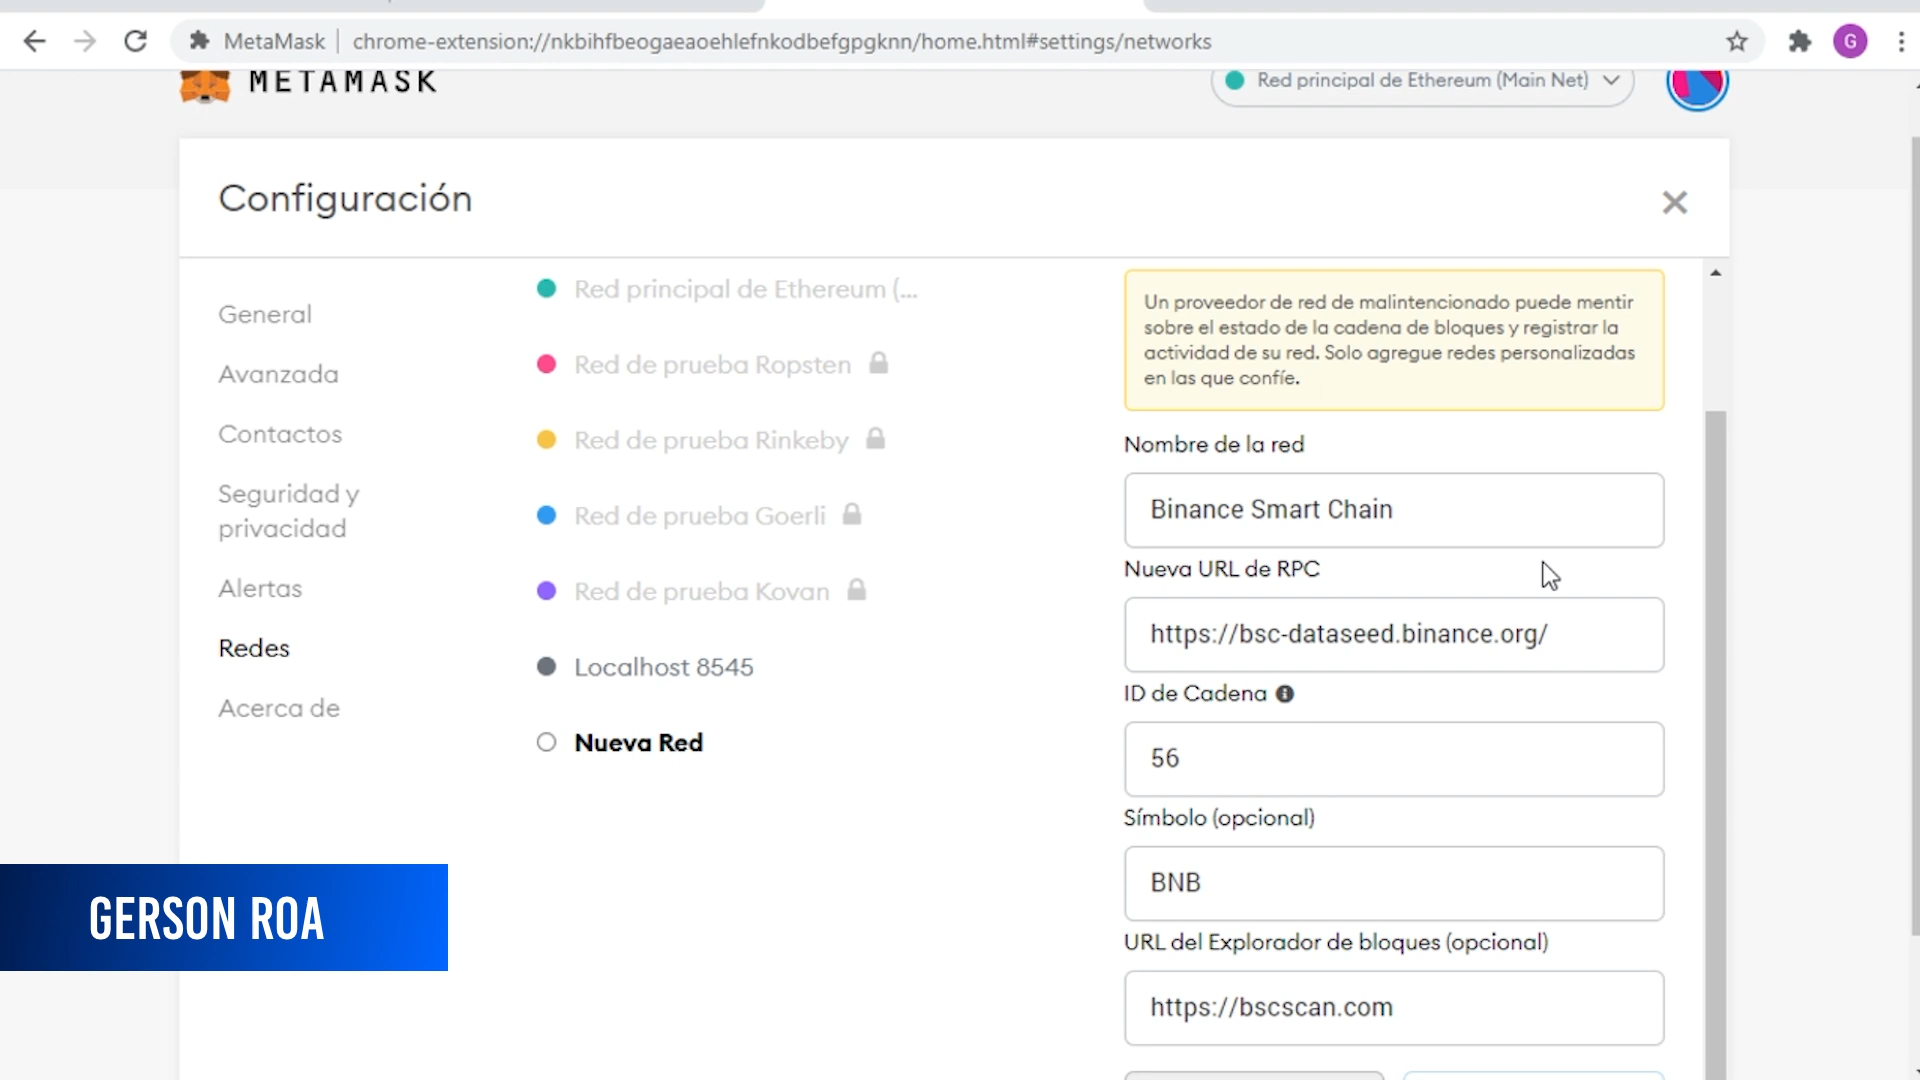 MetaMask
chrome-extension://nkbihfbeogaeaoehlefnkodbefgpgknn/home.html#settings/networks
G
METAMASK
Red principal de Ethereum (Main Net)
Configuración
General
Avanzada
Contactos
Seguridad y
privacidad
Alertas
Redes
Acerca de
Red principal de Ethereum (...
Red de prueba Ropsten
Red de prueba Rinkeby
Red de prueba Goerli
Red de prueba Kovan
Localhost 8545
Nueva Red
Un proveedor de red de malintencionado puede mentir
sobre el estado de la cadena de bloques y registrar la
actividad de su red. Solo agregue redes personalizadas
en las que confíe.
Nombre de la red
Binance Smart Chain
Nueva URL de RPC
https://bsc-dataseed.binance.org/
ID de Cadena
56
Símbolo (opcional)
BNB
URL del Explorador de bloques (opcional)
https://bscscan.com
GERSON ROA